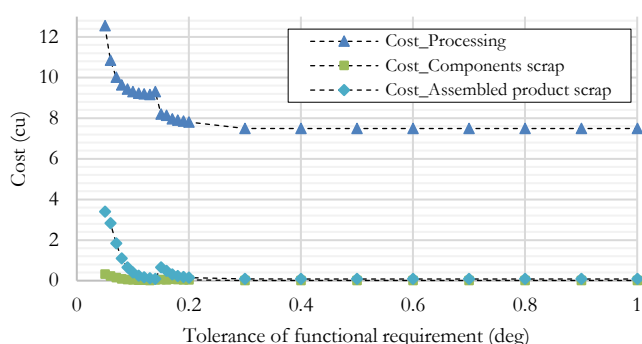 12
10
8
6
4
2
0
Cost (cu)
Cost_Processing
Cost_Components scrap
Cost_Assembled product scrap
0 0.2 0.4 0.6 0.8 1
Tolerance of functional requirement (deg)